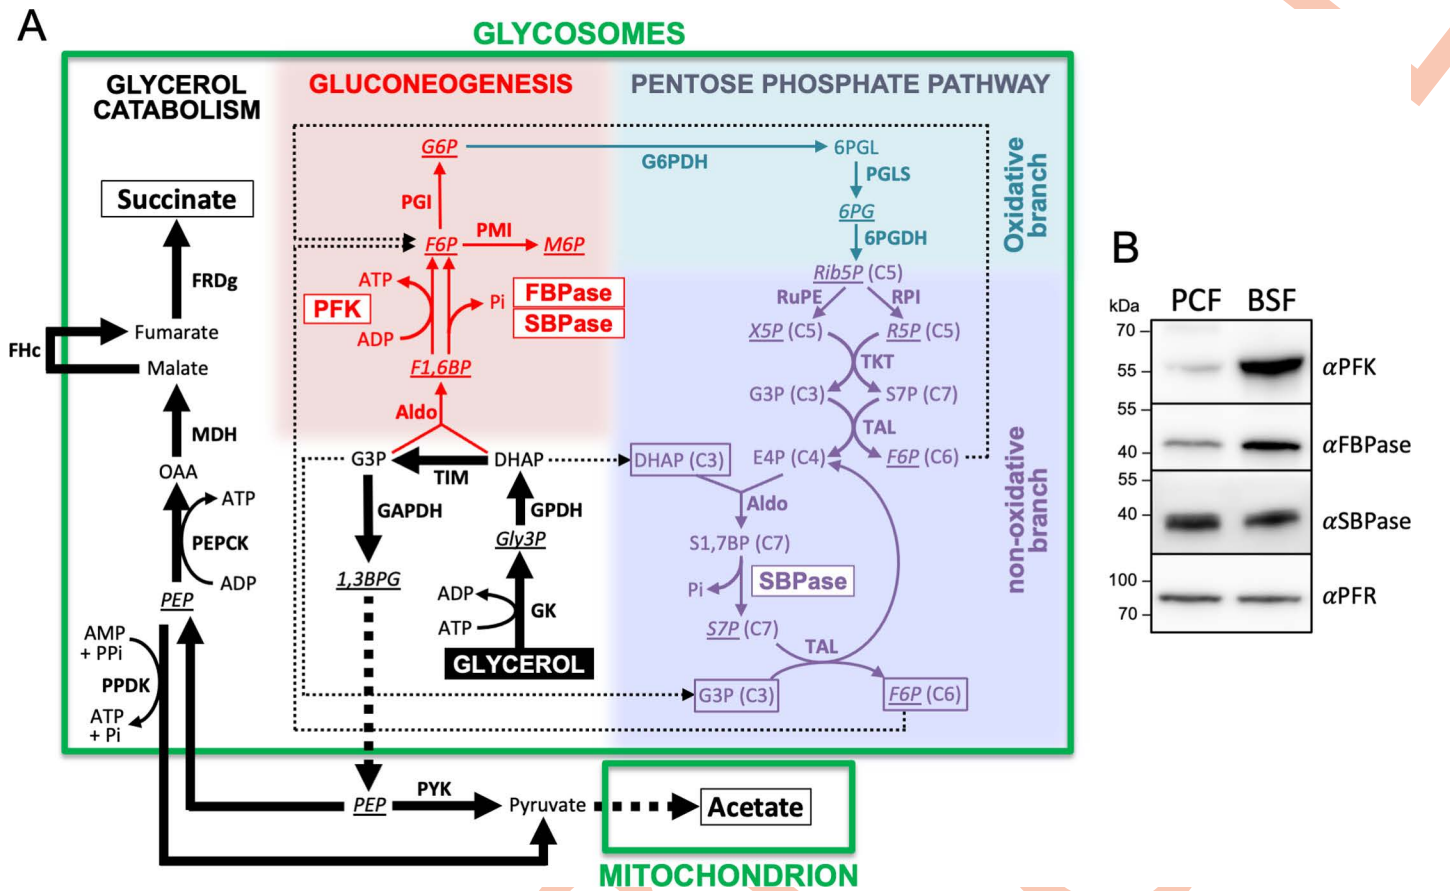 A
GLYCOSOMES
GLYCEROL
CATABOLISM
GLUCONEOGENESIS
PENTOSE PHOSPHATE PATHWAY
G6P
G6PDH
6PGL
PGLS
6PG
6PGDH
Oxidative
branch
Succinate
PGI
F6P
PMI
M6P
Rib5P (C5)
RuPE
RPI
FRDg
ATP
PFK
ADP
Pi
FBPase
SBPase
X5P (C5)
R5P (C5)
TKT
Fumarate
FHc
Malate
F1,6BP
G3P (C3)
S7P (C7)
TAL
Aldo
MDH
G3P
TIM
DHAP
DHAP (C3)
E4P (C4)
F6P (C6)
non-oxidative
branch
OAA
ATP
PEPCK
ADP
GAPDH
GPDH
Aldo
Gly3P
S1,7BP (C7)
PEP
1,3BPG
ADP
ATP
GK
Pi
SBPase
S7P (C7)
TAL
AMP
+ PPi
PPDK
ATP
+ Pi
GLYCEROL
G3P (C3)
F6P (C6)
PEP
PYK
Pyruvate
Acetate
MITOCHONDRION
B
kDa
PCF
BSF
70
55
αPFK
55
40
αFBPase
55
40
αSBPase
100
70
αPFR